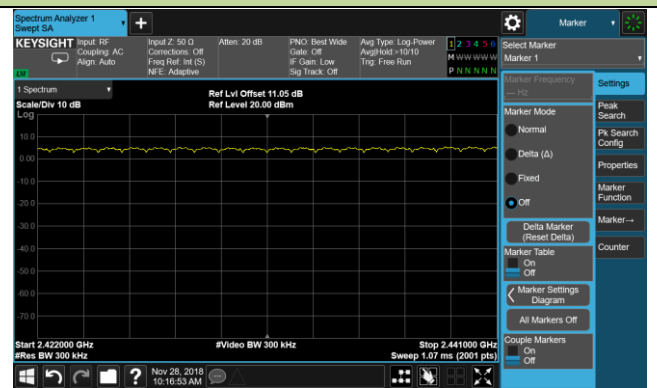 Spectrum Analyzer 1
Swept SA
+
Marker
KEYSIGHT
Input: RF
Coupling: AC
Align: Auto
Input Z: 50 Ω
Corrections: Off
Freq Ref: Int (S)
NFE: Adaptive
Atten: 20 dB
PNO: Best Wide
Gate: Off
IF Gain: Low
Sig Track: Off
Avg Type: Log-Power
Avg|Hold:>10/10
Trig: Free Run
1 2 3 4 5 6
M W W W W W
P N N N N N
LXI
Select Marker
Marker 1
1 Spectrum
Scale/Div 10 dB
Log
Ref Lvl Offset 11.05 dB
Ref Level 20.00 dBm
10.0
0.00
-10.0
-20.0
-30.0
-40.0
-50.0
-60.0
-70.0
Start 2.422000 GHz
#Res BW 300 kHz
#Video BW 300 kHz
Stop 2.441000 GHz
Sweep 1.07 ms (2001 pts)
Marker Frequency
--- Hz
Marker Mode
Normal
Delta (Δ)
Fixed
Off
Delta Marker
(Reset Delta)
Marker Table
On
Off
Marker Settings
Diagram
All Markers Off
Couple Markers
On
Off
Settings
Peak
Search
Pk Search
Config
Properties
Marker
Function
Marker→
Counter
?
Nov 28, 2018
10:16:53 AM